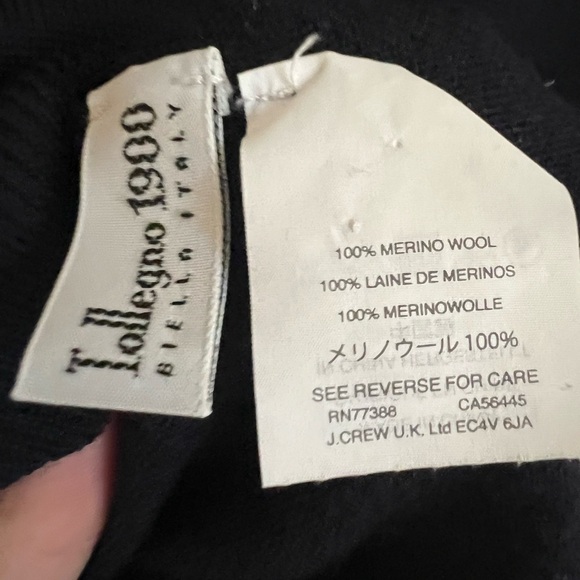 Tollegno 1900
BIELLA ITALY
100% MERINO WOOL
100% LAINE DE MERINOS
100% MERINOWOLLE
メリノウール 100%
SEE REVERSE FOR CARE
RN77388 CA56445
J.CREW U.K. Ltd EC4V 6JA